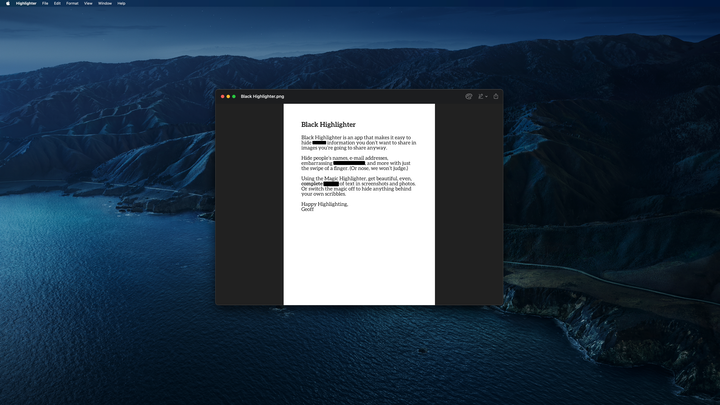 Highlighter File Edit Format View Window Help
Black Highlighter.png
Black Highlighter
Black Highlighter is an app that makes it easy to
hide information you don't want to share in
images you're going to share anyway.
Hide people's names, e-mail addresses,
embarrassing and more with just
the swipe of a finger. (Or nose, we won't judge.)
Using the Magic Highlighter, get beautiful, even,
complete of text in screenshots and photos.
Or switch the magic off to hide anything behind
your own scribbles.
Happy Highlighting,
Geoff